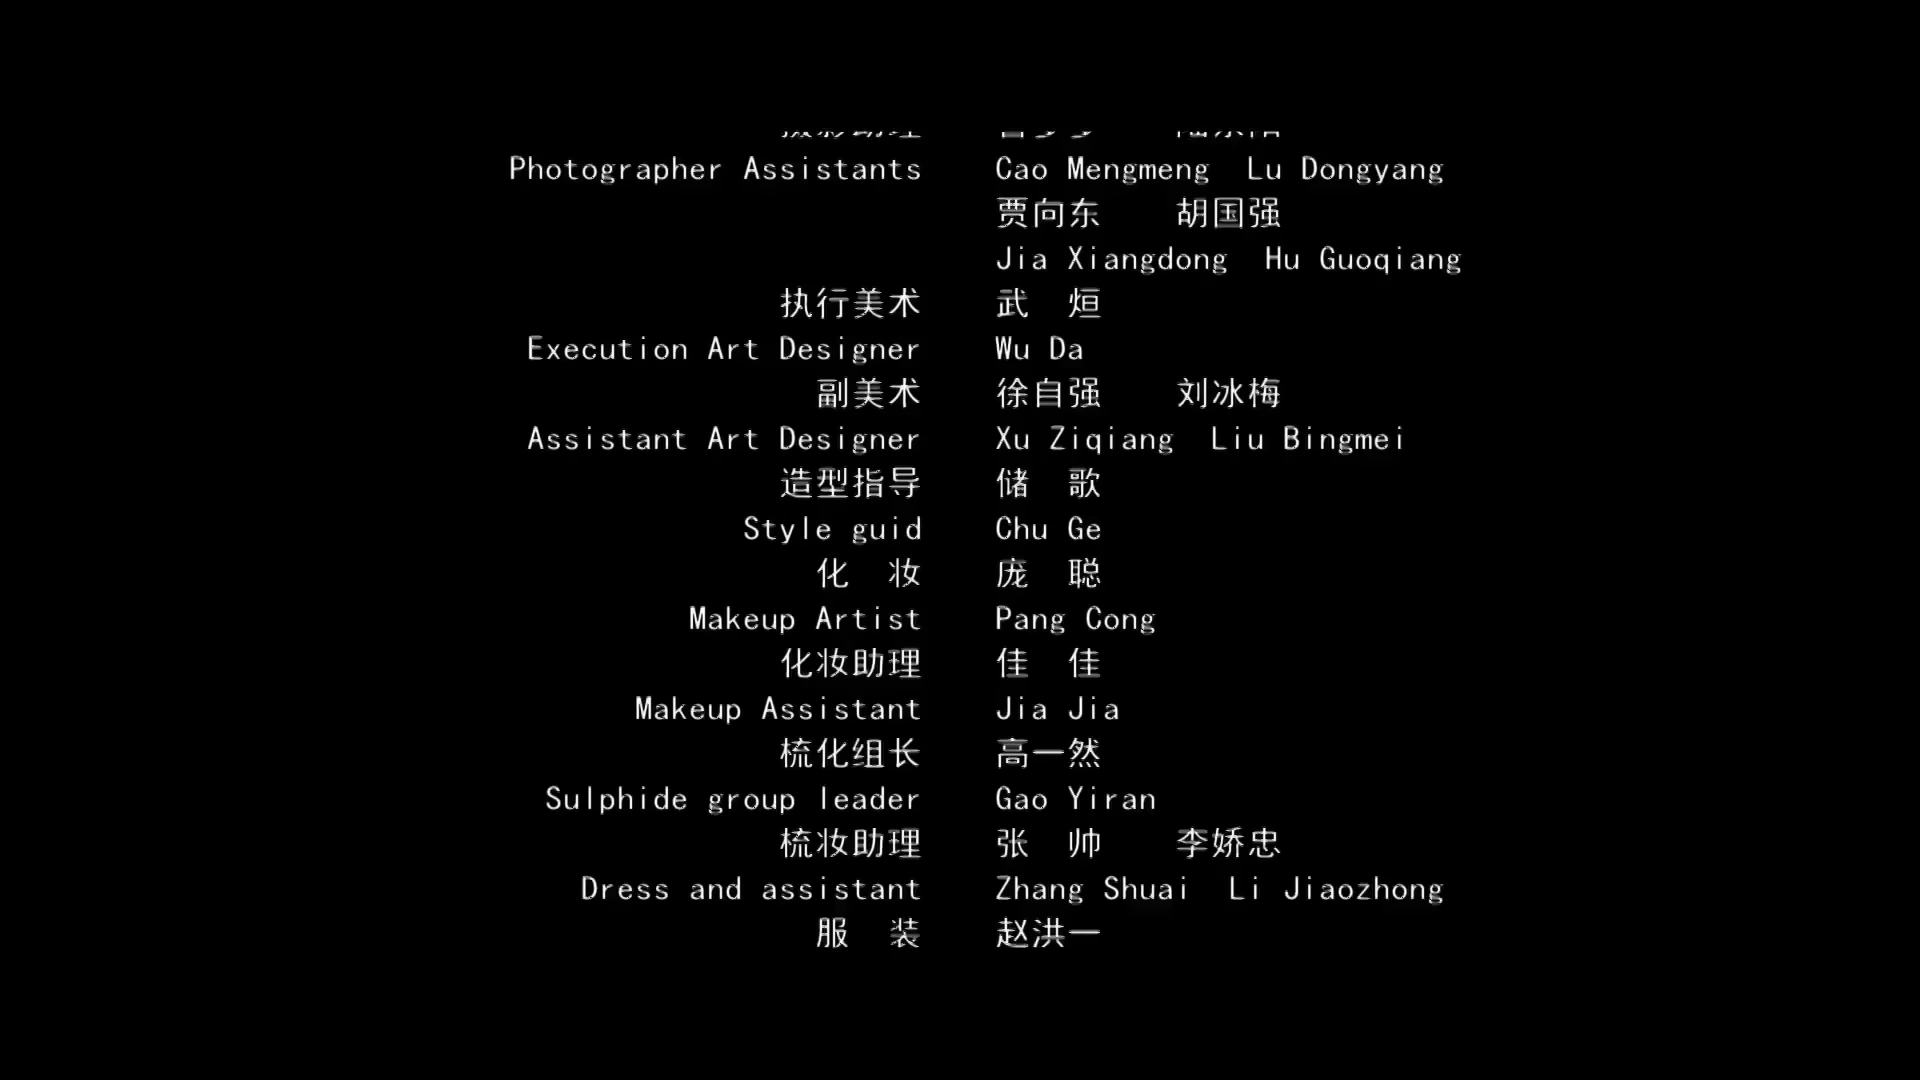 Photographer Assistants Cao Mengmeng Lu Dongyang
贾向东 胡国强
Jia Xiangdong Hu Guoqiang
执行美术 武 烜
Execution Art Designer Wu Da
副美术 徐自强 刘冰梅
Assistant Art Designer Xu Ziqiang Liu Bingmei
造型指导 储 歌
Style guid Chu Ge
化 妆 庞 聪
Makeup Artist Pang Cong
化妆助理 佳 佳
Makeup Assistant Jia Jia
梳化组长 高一然
Sulphide group leader Gao Yiran
梳妆助理 张 帅 李娇忠
Dress and assistant Zhang Shuai Li Jiaozhong
服 装 赵洪一